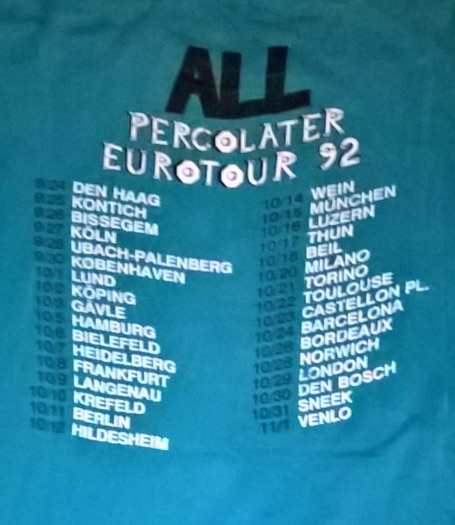 ALL
PERCOLATER
EUROTOUR 92
9/24 DEN HAAG
9/25 KONTICH
9/26 BISSEGEM
9/27 KÖLN
9/28 UBACH-PALENBERG
9/30 KØBENHAVEN
10/1 LUND
10/2 KÖPING
10/3 GÄVLE
10/5 HAMBURG
10/6 BIELEFELD
10/7 HEIDELBERG
10/8 FRANKFURT
10/9 LANGENAU
10/10 KREFELD
10/11 BERLIN
10/12 HILDESHEIM
10/14 WEIN
10/15 MÜNCHEN
10/16 LUZERN
10/17 THUN
10/18 BEIL
10/20 MILANO
10/21 TORINO
10/22 TOULOUSE
10/23 CASTELLON PL.
10/24 BARCELONA
10/26 BORDEAUX
10/28 NORWICH
10/29 LONDON
10/30 DEN BOSCH
10/31 SNEEK
11/1 VENLO